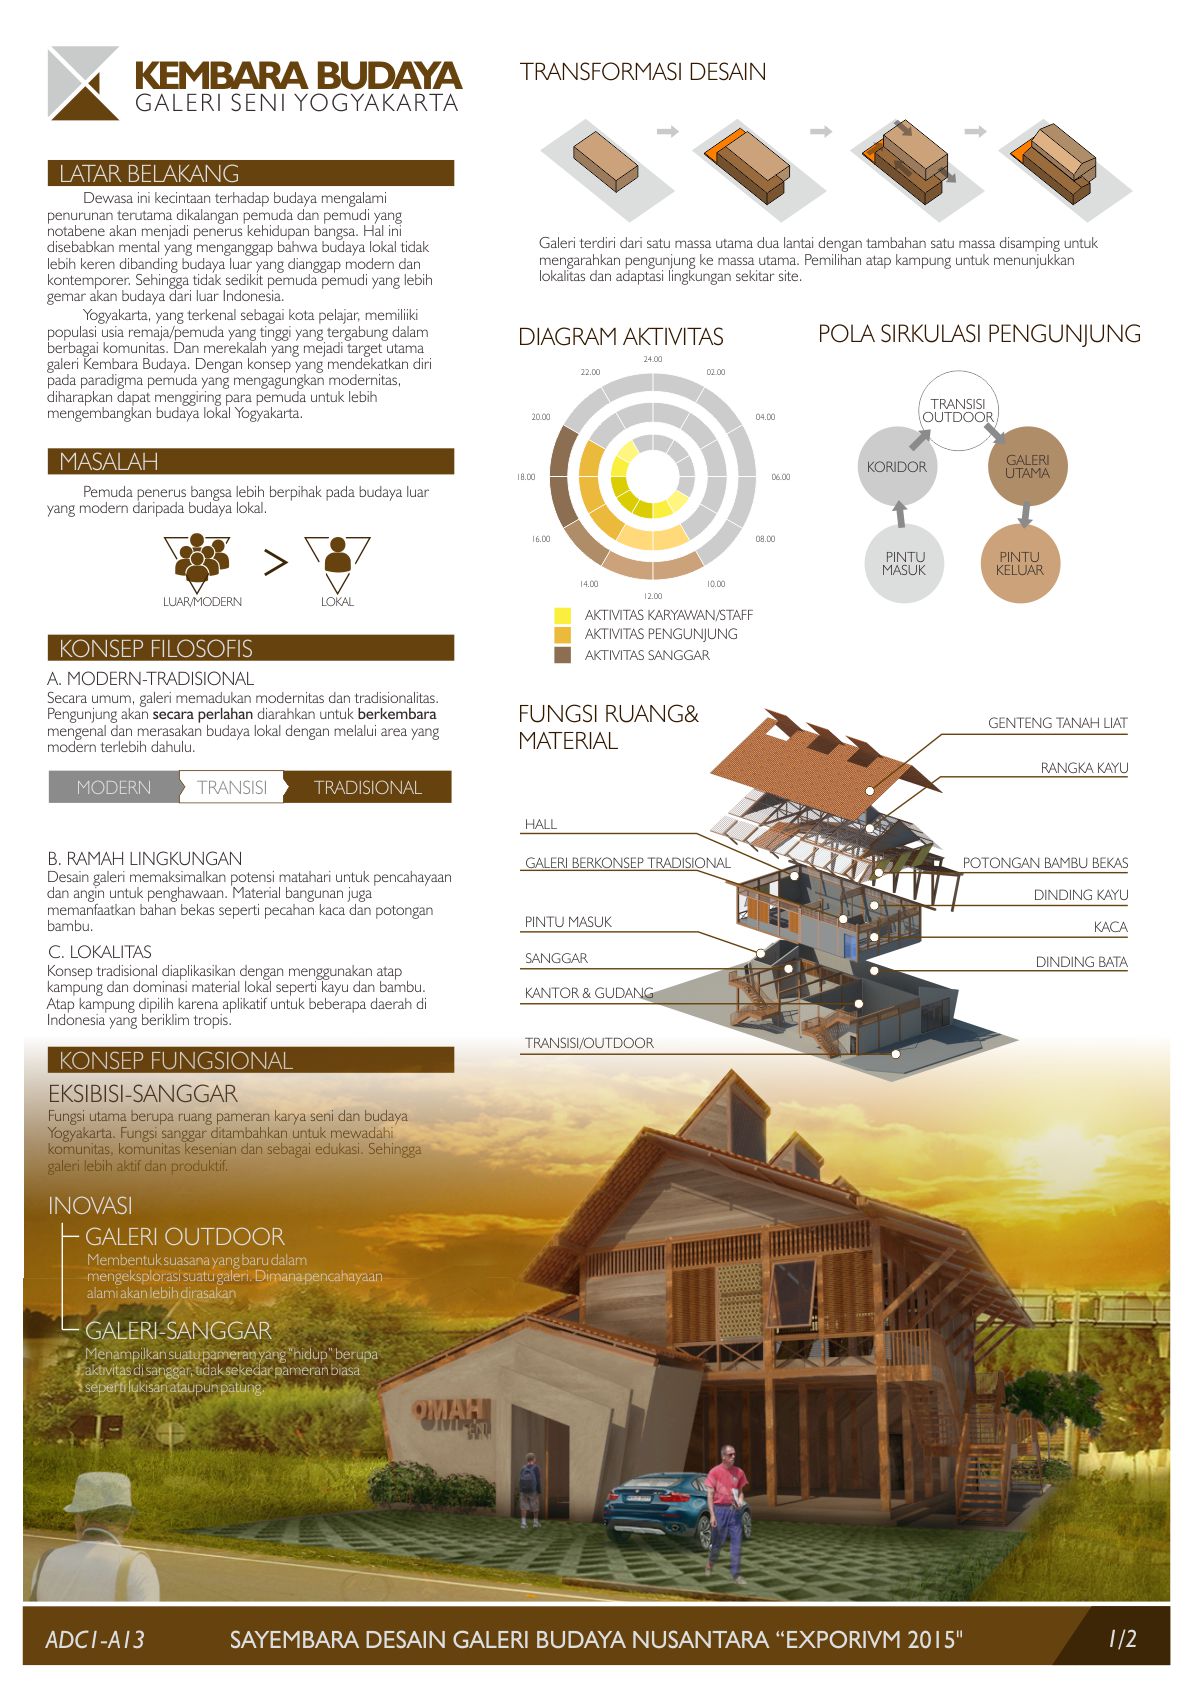 KEMBARA BUDAYA
GALERI SENI YOGYAKARTA
LATAR BELAKANG
Dewasa ini kecintaan terhadap budaya mengalami
penurunan terutama dikalangan pemuda dan pemudi yang
notabene akan menjadi penerus kehidupan bangsa. Hal ini
disebabkan mental yang menganggap bahwa budaya lokal tidak
lebih keren dibanding budaya luar yang dianggap modern dan
kontemporer. Sehingga tidak sedikit pemuda pemudi yang lebih
gemar akan budaya dari luar Indonesia.
Yogyakarta, yang terkenal sebagai kota pelajar, memiliiki
populasi usia remaja/pemuda yang tinggi yang tergabung dalam
berbagai komunitas. Dan merekalah yang mejadi target utama
galeri Kembara Budaya. Dengan konsep yang mendekatkan diri
pada paradigma pemuda yang mengagungkan modernitas,
diharapkan dapat menggiring para pemuda untuk lebih
mengembangkan budaya lokal Yogyakarta.
MASALAH
Pemuda penerus bangsa lebih berpihak pada budaya luar
yang modern daripada budaya lokal.
>
LUAR/MODERN
LOKAL
KONSEP FILOSOFIS
A. MODERN-TRADISIONAL
Secara umum, galeri memadukan modernitas dan tradisionalitas.
Pengunjung akan secara perlahan diarahkan untuk berkembara
mengenal dan merasakan budaya lokal dengan melalui area yang
modern terlebih dahulu.
MODERN
TRANSISI
TRADISIONAL
B. RAMAH LINGKUNGAN
Desain galeri memaksimalkan potensi matahari untuk pencahayaan
dan angin untuk penghawaan. Material bangunan juga
memanfaatkan bahan bekas seperti pecahan kaca dan potongan
bambu.
C. LOKALITAS
Konsep tradisional diaplikasikan dengan menggunakan atap
kampung dan dominasi material lokal seperti kayu dan bambu.
Atap kampung dipilih karena aplikatif untuk beberapa daerah di
Indonesia yang beriklim tropis.
KONSEP FUNGSIONAL
EKSIBISI-SANGGAR
Fungsi utama berupa ruang pameran karya seni dan budaya
Yogyakarta. Fungsi sanggar ditambahkan untuk mewadahi
komunitas, komunitas kesenian dan sebagai edukasi. Sehingga
galeri lebih aktif dan produktif.
INOVASI
GALERI OUTDOOR
Membentuk suasana yang baru dalam
mengeksplorasi suatu galeri. Dimana pencahayaan
alami akan lebih dirasakan
GALERI-SANGGAR
Menampilkan suatu pameran yang "hidup" berupa
aktivitas di sanggar, tidak sekedar pameran biasa
seperti lukisan ataupun patung.
TRANSFORMASI DESAIN
Galeri terdiri dari satu massa utama dua lantai dengan tambahan satu massa disamping untuk
mengarahkan pengunjung ke massa utama. Pemilihan atap kampung untuk menunjukkan
lokalitas dan adaptasi lingkungan sekitar site.
DIAGRAM AKTIVITAS
24.00
02.00
04.00
06.00
08.00
10.00
12.00
14.00
16.00
18.00
20.00
22.00
AKTIVITAS KARYAWAN/STAFF
AKTIVITAS PENGUNJUNG
AKTIVITAS SANGGAR
POLA SIRKULASI PENGUNJUNG
TRANSISI
OUTDOOR
KORIDOR
GALERI
UTAMA
PINTU
MASUK
PINTU
KELUAR
FUNGSI RUANG&
MATERIAL
HALL
GALERI BERKONSEP TRADISIONAL
PINTU MASUK
SANGGAR
KANTOR & GUDANG
TRANSISI/OUTDOOR
GENTENG TANAH LIAT
RANGKA KAYU
POTONGAN BAMBU BEKAS
DINDING KAYU
KACA
DINDING BATA
OMAH
SENI
ADC1-A13
SAYEMBARA DESAIN GALERI BUDAYA NUSANTARA “EXPORIVM 2015"
1/2